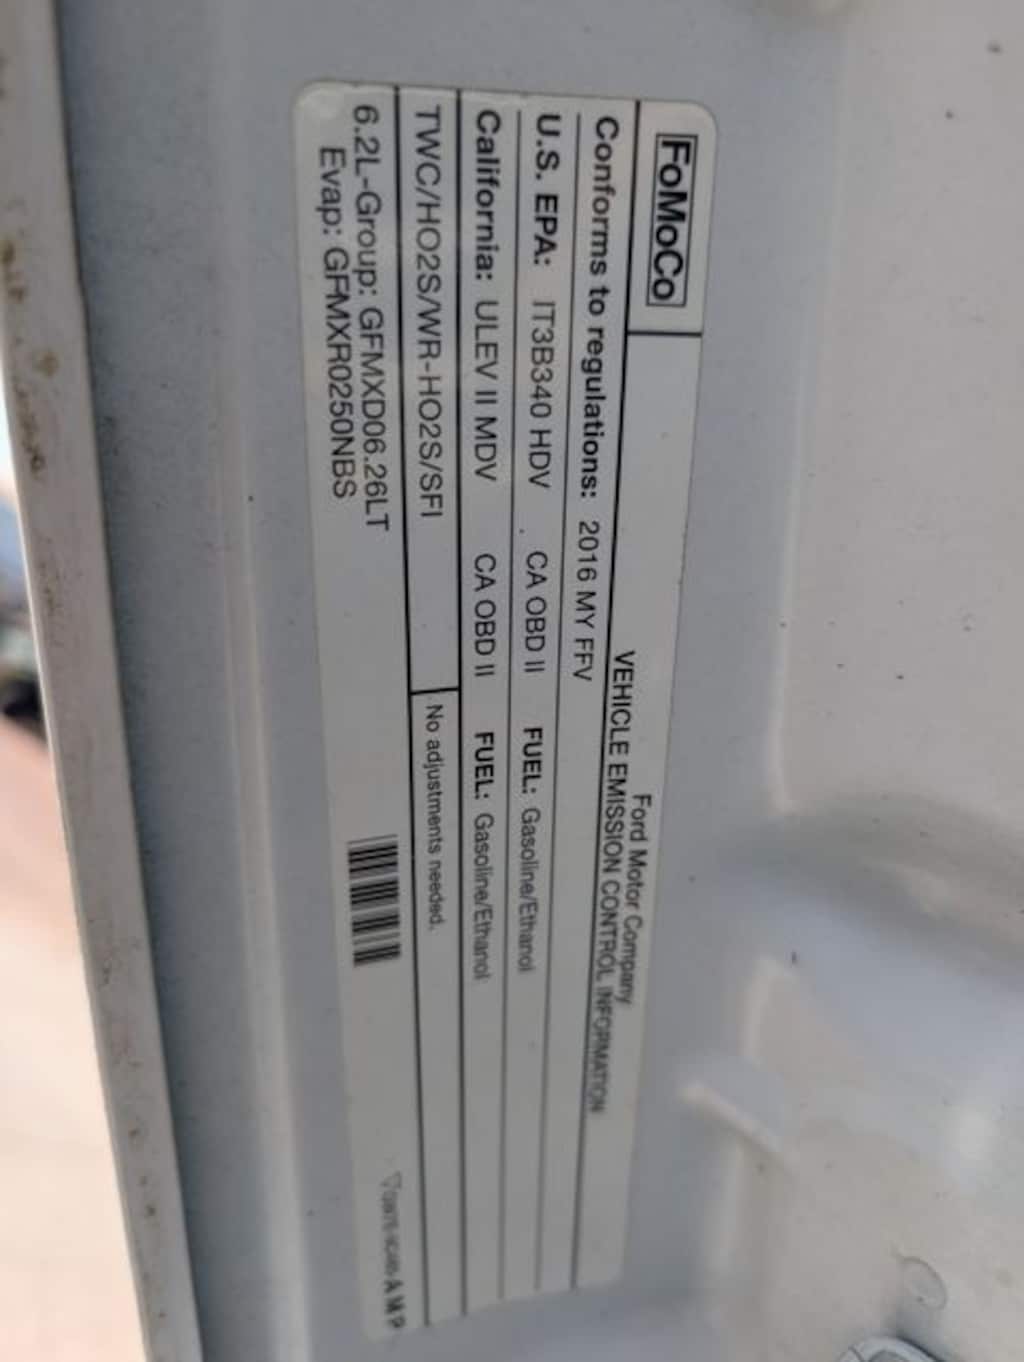 FoMoCo
Ford Motor Company
VEHICLE EMISSION CONTROL INFORMATION
Conforms to regulations: 2016 MY FFV
U.S. EPA: IT3B340 HDV CA OBD II FUEL: Gasoline/Ethanol
California: ULEV II MDV CA OBD II FUEL: Gasoline/Ethanol
TWC/HO2S/WR-HO2S/SFI
No adjustments needed.
6.2L-Group: GFMXD06.26LT
Evap: GFMXR0250NBS